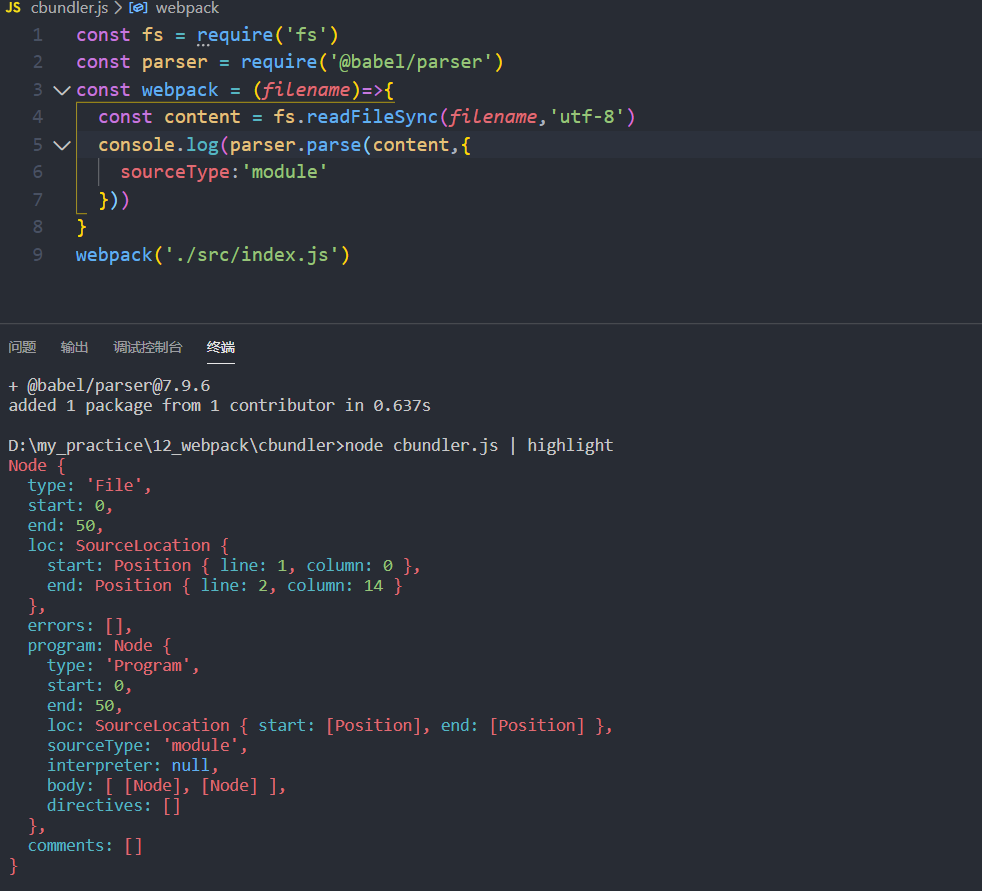 JS cbundler.js > webpack
1 const fs = require('fs')
2 const parser = require('@babel/parser')
3 const webpack = (filename)=>{
4 const content = fs.readFileSync(filename,'utf-8')
5 console.log(parser.parse(content,{
6 sourceType:'module'
7 }))
8 }
9 webpack('./src/index.js')
问题 输出 调试控制台 终端
+ @babel/parser@7.9.6
added 1 package from 1 contributor in 0.637s
D:\my_practice\12_webpack\cbundler>node cbundler.js | highlight
Node {
type: 'File',
start: 0,
end: 50,
loc: SourceLocation {
start: Position { line: 1, column: 0 },
end: Position { line: 2, column: 14 }
},
errors: [],
program: Node {
type: 'Program',
start: 0,
end: 50,
loc: SourceLocation { start: [Position], end: [Position] },
sourceType: 'module',
interpreter: null,
body: [ [Node], [Node] ],
directives: []
},
comments: []
}